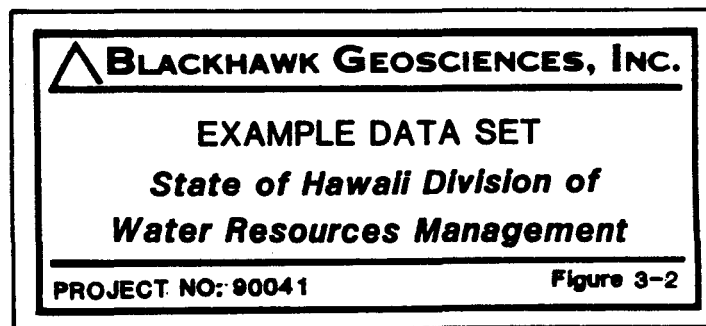 BLACKHAWK GEOSCIENCES, INC.
EXAMPLE DATA SET
State of Hawaii Division of
Water Resources Management
PROJECT NO: 90041 Figure 3-2